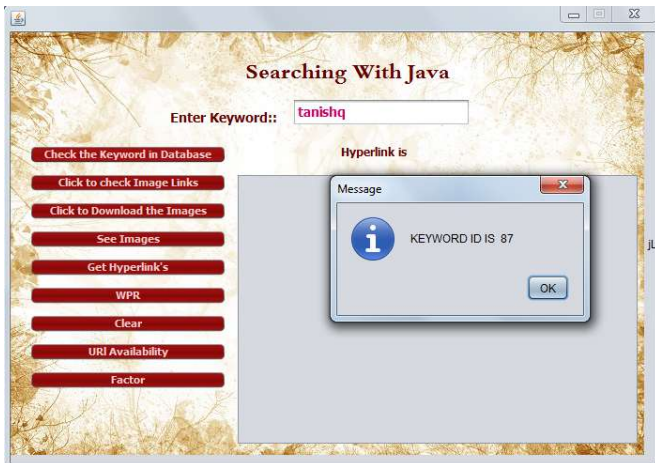 Searching With Java
Enter Keyword:: tanishq
Check the Keyword in Database
Hyperlink is
Click to check Image Links
Click to Download the Images
See Images
Get Hyperlink's
WPR
Clear
URl Availability
Factor
Message
KEYWORD ID IS 87
OK
jL